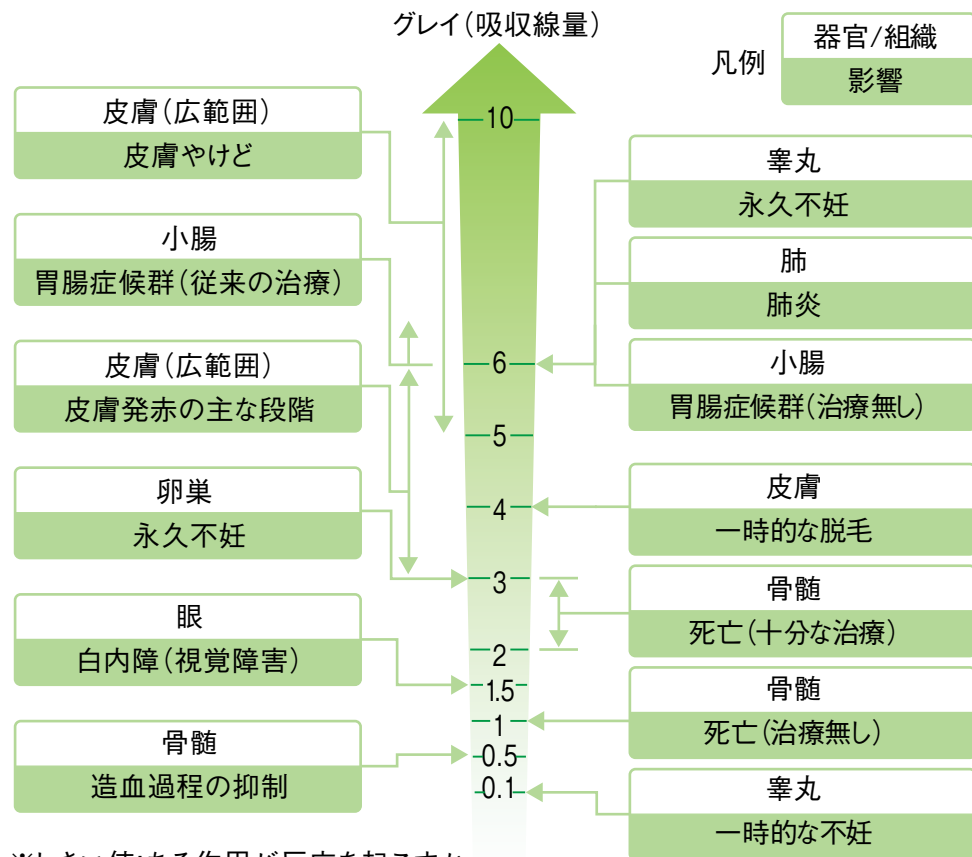 グレイ(吸収線量)
凡例
器官/組織
影響
皮膚(広範囲)
皮膚やけど
小腸
胃腸症候群(従来の治療)
皮膚(広範囲)
皮膚発赤の主な段階
卵巣
永久不妊
眼
白内障(視覚障害)
骨髄
造血過程の抑制
10
6
5
4
3
2
1.5
1
0.5
0.1
睾丸
永久不妊
肺
肺炎
小腸
胃腸症候群(治療無し)
皮膚
一時的な脱毛
骨髄
死亡(十分な治療)
骨髄
死亡(治療無し)
睾丸
一時的な不妊